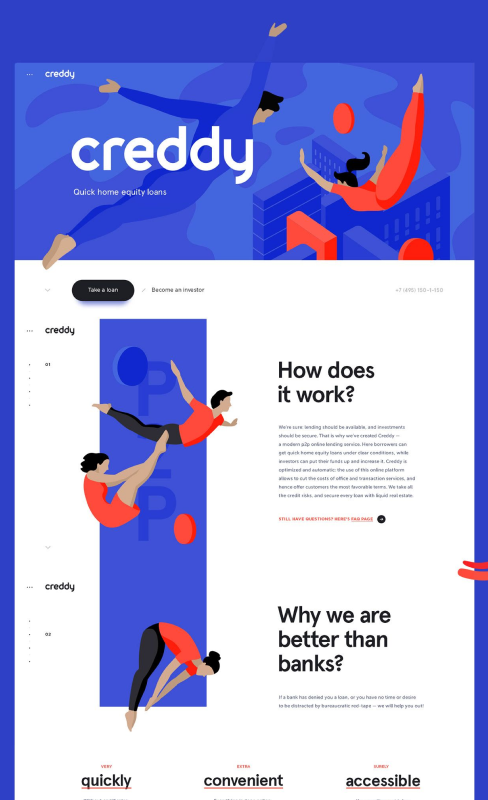 creddy
creddy
Quick home equity loans
Take a loan
//
Become an investor
creddy
01
P
P
How does
it work?
We're sure: lending should be available, and investments
should be secure. That is why we've created Creddy —
a modern p2p online lending service. Here borrowers can
get quick home equity loans under clear conditions, while
investors can put their funds up and increase it. Creddy is
optimized and automatic: the use of this online platform
allows to cut the costs of office and transaction services, and
hence offer customers the most favorable terms. We take all
the credit risks, and secure every loan with liquid real estate.
STILL HAVE QUESTIONS? HERE'S FAQ PAGE
creddy
02
Why we are
better than
banks?
If a bank has denied you a loan, or you have no time or desire
to be distracted by bureaucratic red-tape — we will help you out!
VERY
quickly
EXTRA
convenient
SURELY
accessible